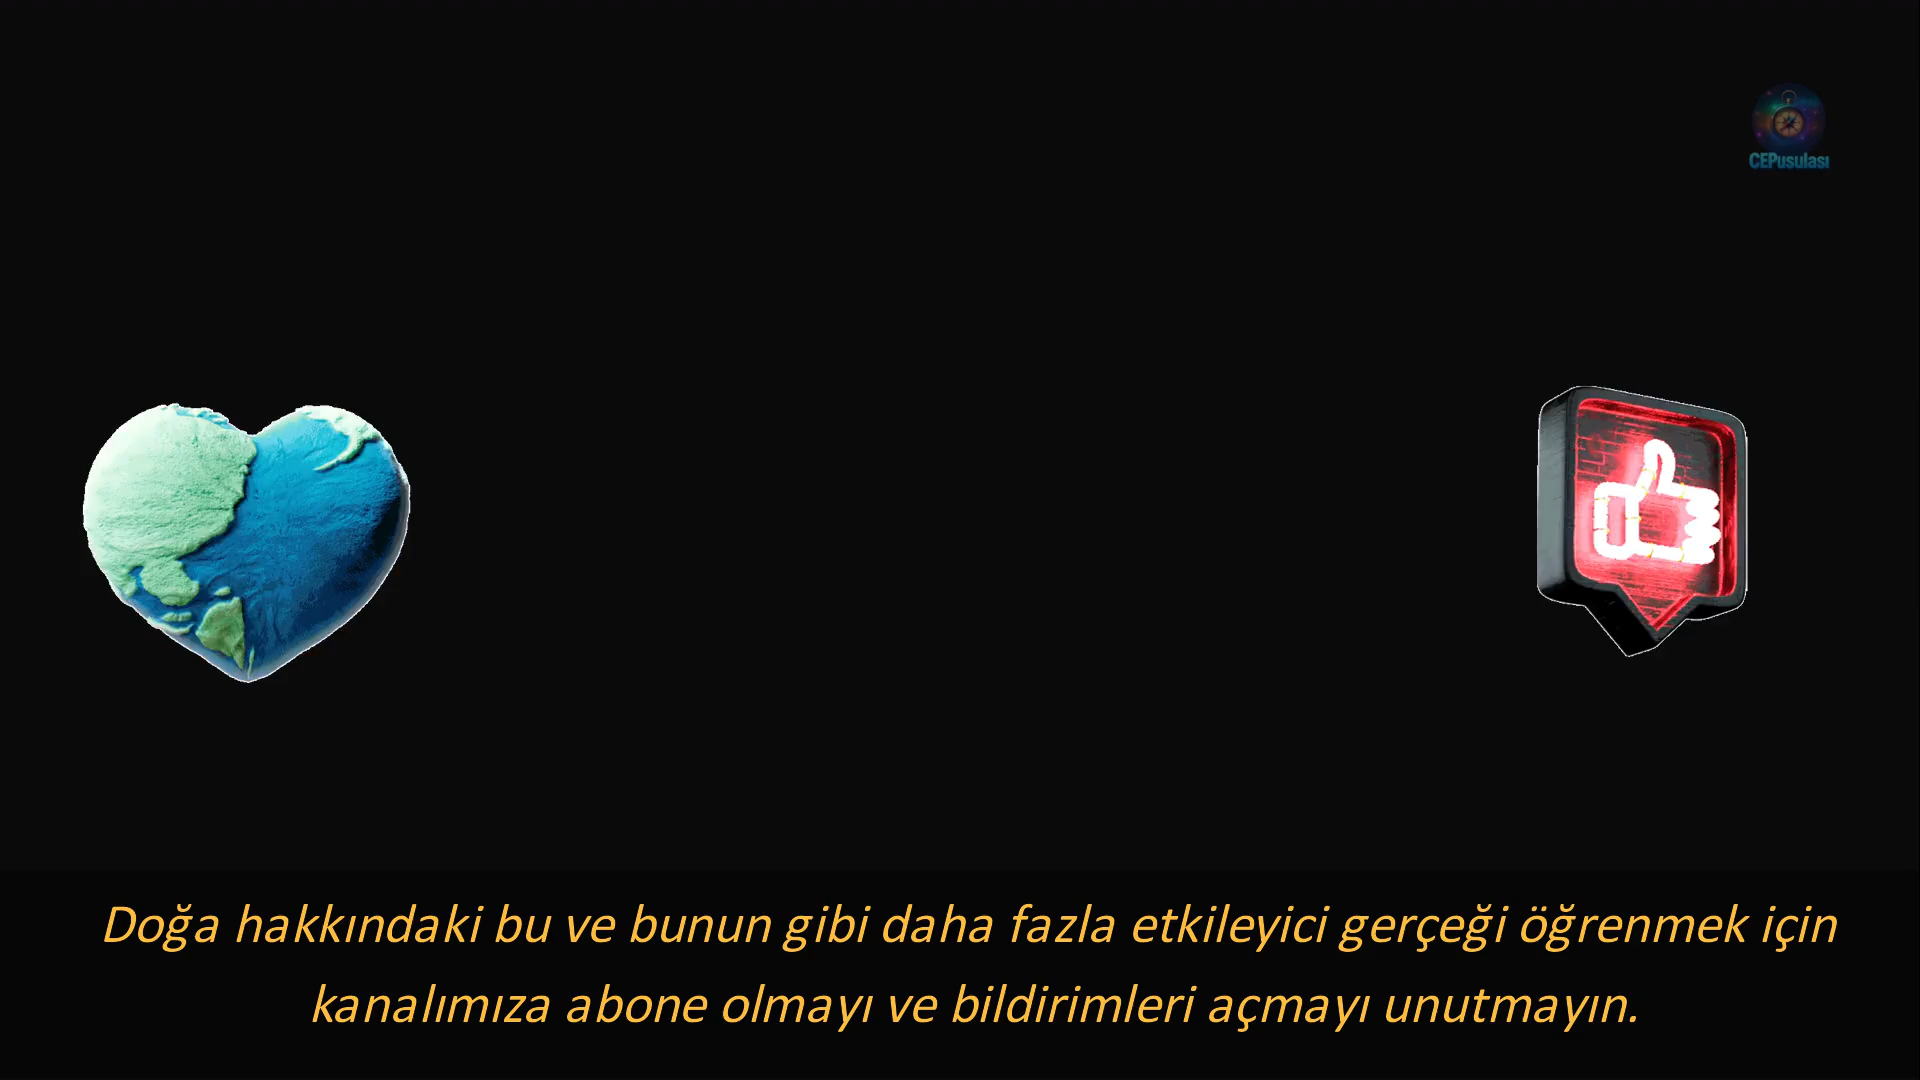 CEPusulası
Doğa hakkındaki bu ve bunun gibi daha fazla etkileyici gerçeği öğrenmek için
kanalımıza abone olmayı ve bildirimleri açmayı unutmayın.